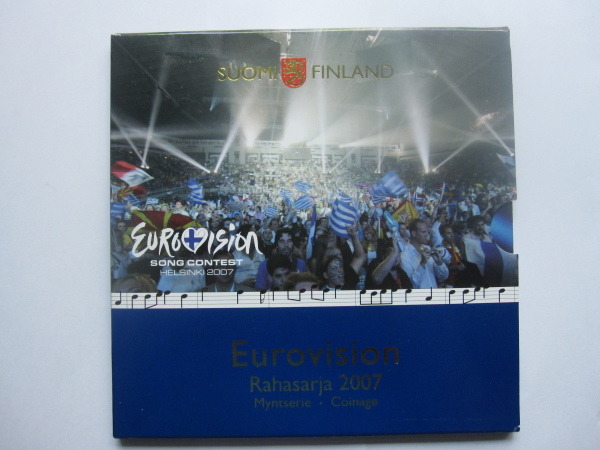 SUOMI FINLAND
EUROVISION
SONG CONTEST
HELSINKI 2007
Eurovision
Rahasarja 2007
Myntserie · Coinage